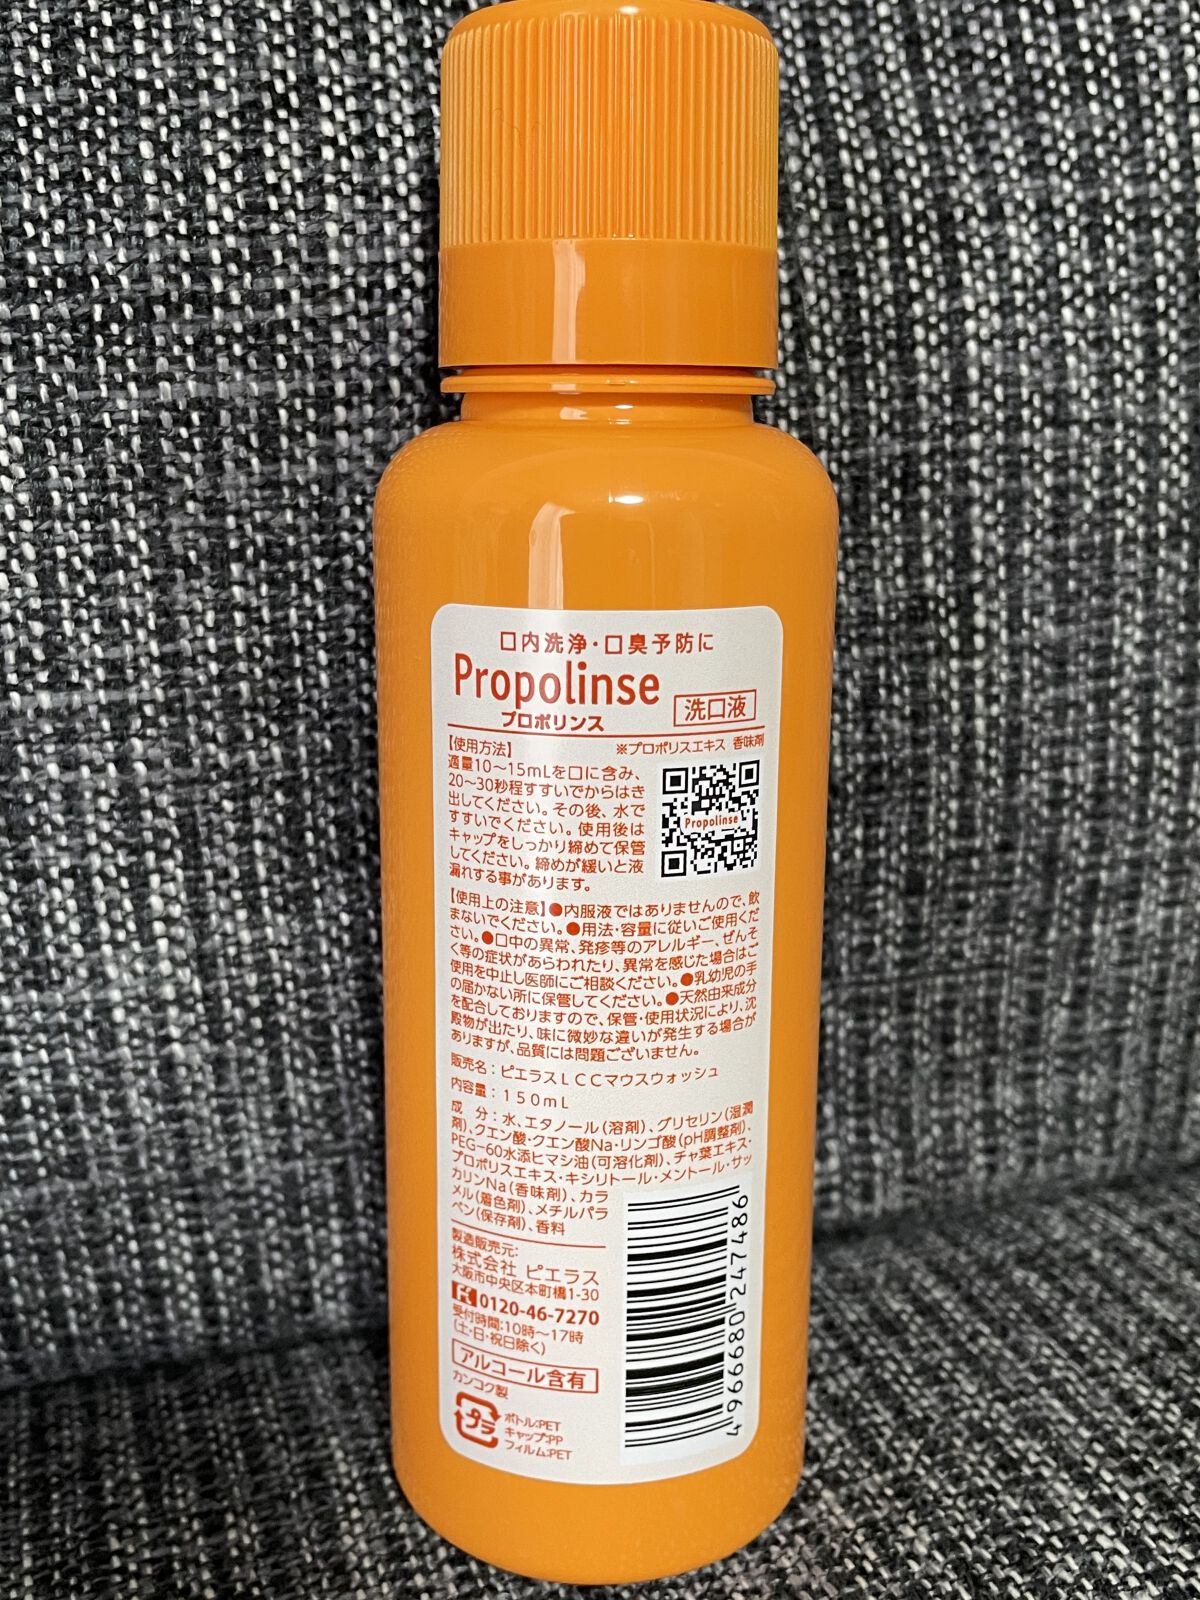 口内洗浄・口臭予防に
Propolinse
プロポリンス
洗口液
※プロポリスエキス 香味剤
【使用方法】
適量10〜15mLを口に含み、
20〜30秒程すすいでからはき
出してください。その後、水で
すすいでください。使用後は
キャップをしっかり締めて保管
してください。締めが緩いと液
漏れする事があります。
Propolinse
【使用上の注意】●内服液ではありませんので、飲
まないでください。●用法・容量に従いご使用くだ
さい。●口中の異常、発疹等のアレルギー、ぜんそ
く等の症状があらわれたり、異常を感じた場合はご
使用を中止し医師にご相談ください。●乳幼児の手
の届かない所に保管してください。●天然由来成分
を配合しておりますので、保管・使用状況により、沈
殿物が出たり、味に微妙な違いが発生する場合が
ありますが、品質には問題ございません。
販売名：ピエラスＬＣＣマウスウォッシュ
内容量：１５０ｍＬ
成　分：水、エタノール（溶剤）、グリセリン（湿潤
剤）、クエン酸・クエン酸Na・リンゴ酸（pH調整剤）、
PEG−60水添ヒマシ油（可溶化剤）、チャ葉エキス・
プロポリスエキス・キシリトール・メントール・サッ
カリンNa（香味剤）、カラ
メル（着色剤）、メチルパラ
ベン（保存剤）、香料
製造販売元：
株式会社 ピエラス
大阪市中央区本町橋1-30
0120-46-7270
受付時間：10時〜17時
（土・日・祝日除く）
アルコール含有
カンコク製
プラ
ボトル:PET
キャップ:PP
フィルム:PET
4966680247486